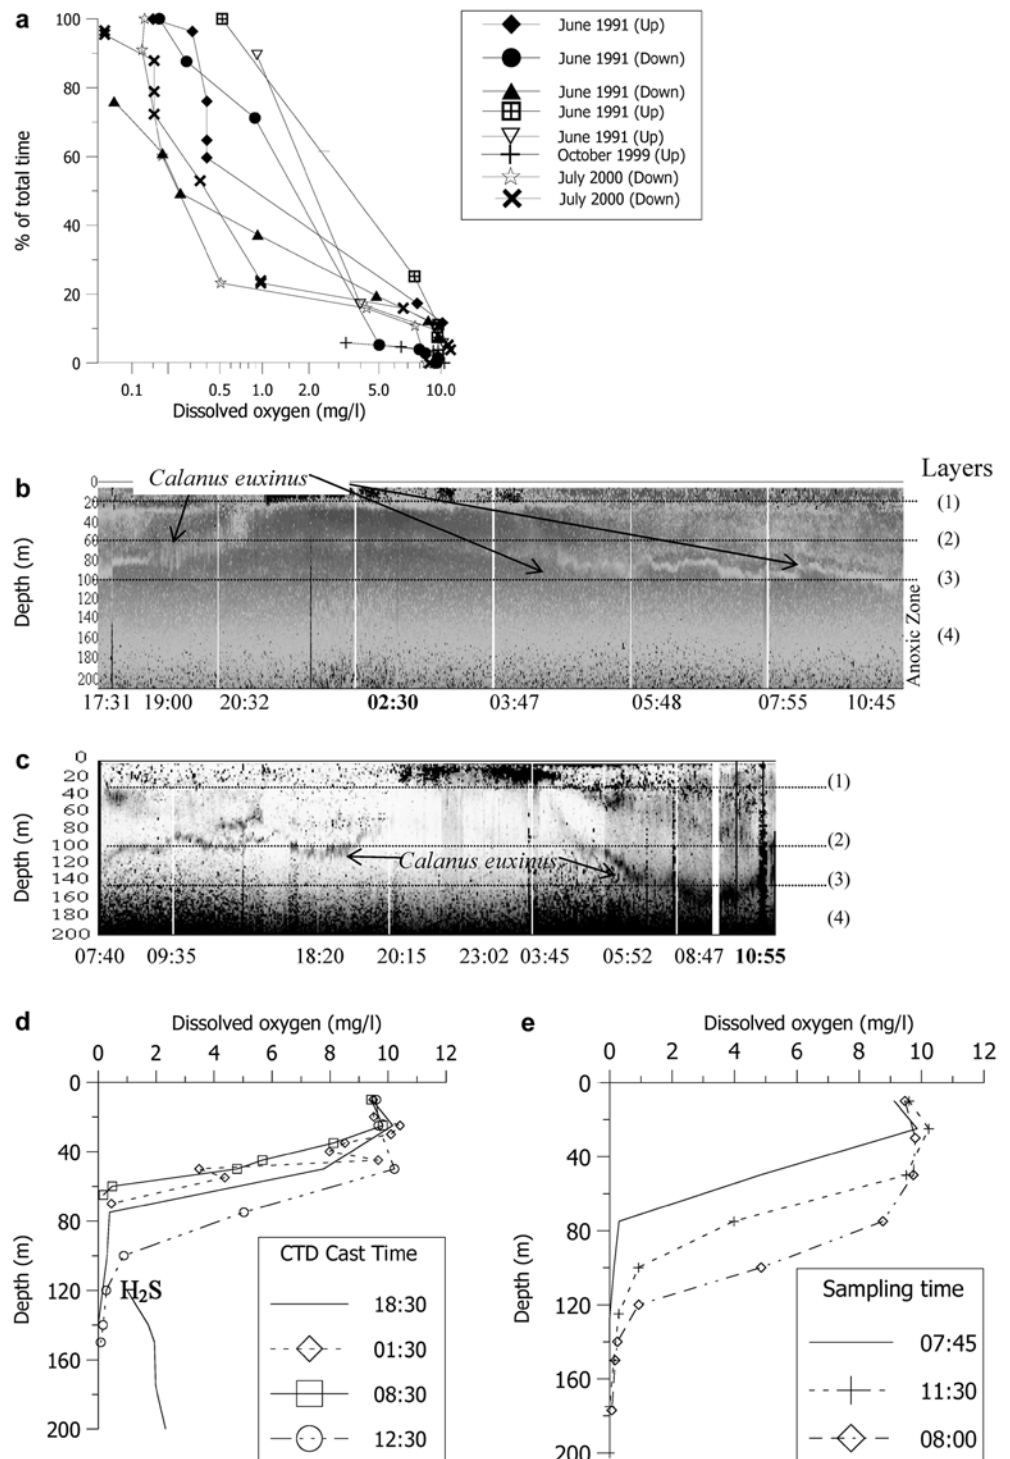 a
100
80
60
40
20
0
% of total time
0.1 0.5 1.0 2.0 5.0 10.0
Dissolved oxygen (mg/l)
June 1991 (Up)
June 1991 (Down)
June 1991 (Down)
June 1991 (Up)
June 1991 (Up)
October 1999 (Up)
July 2000 (Down)
July 2000 (Down)
b
Calanus euxinus
Layers
0
20
40
60
80
100
120
140
160
180
200
Depth (m)
(1)
(2)
(3)
(4)
Anoxic Zone
17:31 19:00 20:32 02:30 03:47 05:48 07:55 10:45
c
0
20
40
60
80
100
120
140
160
180
200
Depth (m)
Calanus euxinus
(1)
(2)
(3)
(4)
07:40 09:35 18:20 20:15 23:02 03:45 05:52 08:47 10:55
d
Dissolved oxygen (mg/l)
0 2 4 6 8 10 12
0
40
80
120
160
200
Depth (m)
H₂S
CTD Cast Time
18:30
01:30
08:30
12:30
e
Dissolved oxygen (mg/l)
0 2 4 6 8 10 12
0
40
80
120
160
200
Depth (m)
Sampling time
07:45
11:30
08:00